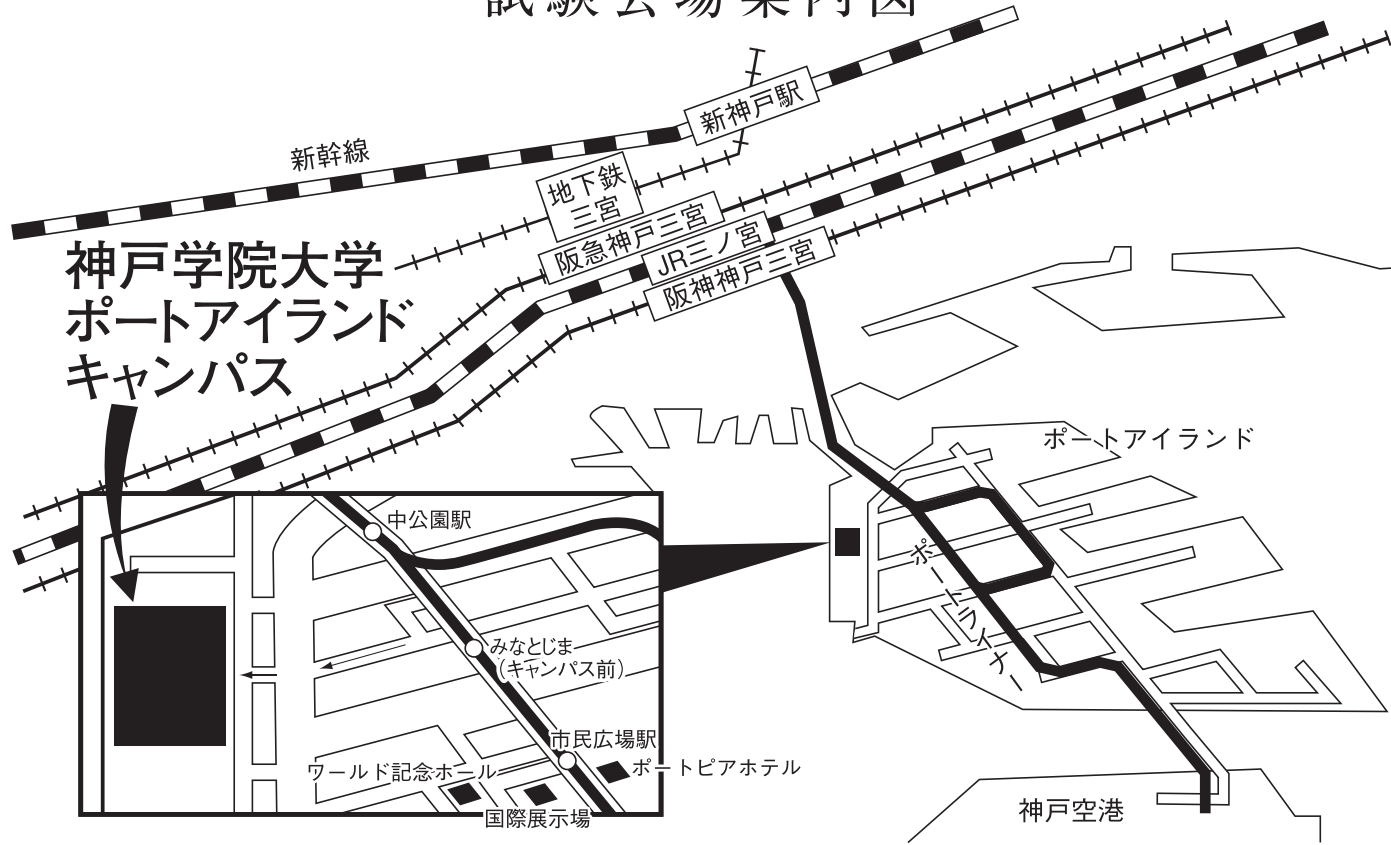 試験会場案内図
新神戸駅
新幹線
地下鉄
三宮
阪急神戸三宮
JR三ノ宮
阪神神戸三宮
神戸学院大学
ポートアイランド
キャンパス
ポートアイランド
ポートライナー
中公園駅
みなとじま
(キャンパス前)
市民広場駅
ワールド記念ホール
ポートピアホテル
国際展示場
神戸空港